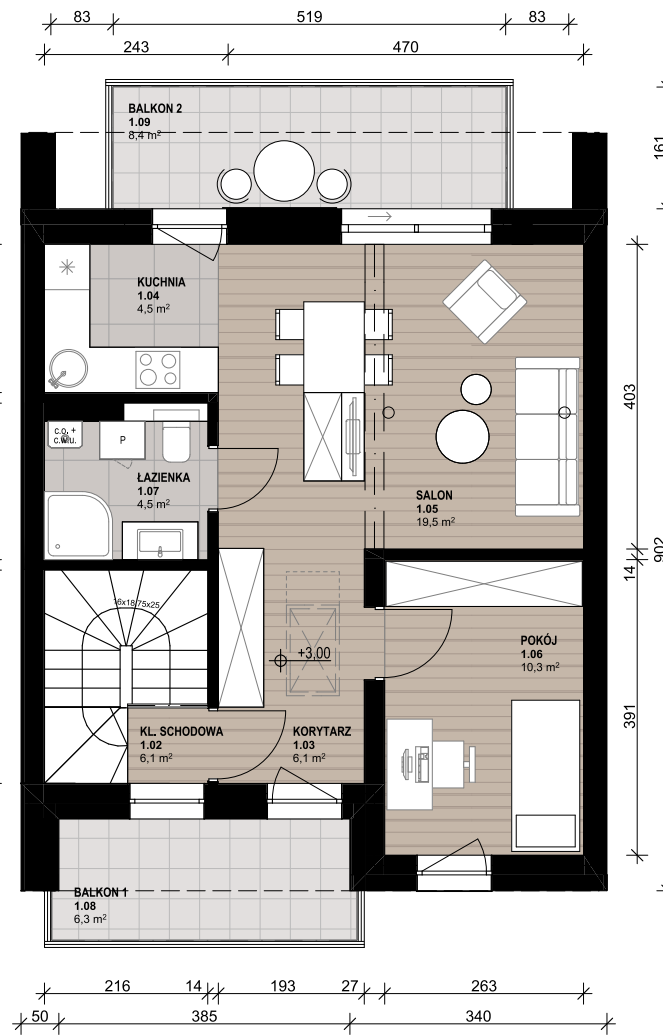 83 519 83
243 470
BALKON 2
1.09
8,4 m²
161
KUCHNIA
1.04
4,5 m²
403
c.o. +
c.w.u.
P
ŁAZIENKA
1.07
4,5 m²
SALON
1.05
19,5 m²
14
902
16x18,75x25
+3,00
POKÓJ
1.06
10,3 m²
391
KL. SCHODOWA
1.02
6,1 m²
KORYTARZ
1.03
6,1 m²
BALKON 1
1.08
6,3 m²
216 14 193 27 263
50 385 340